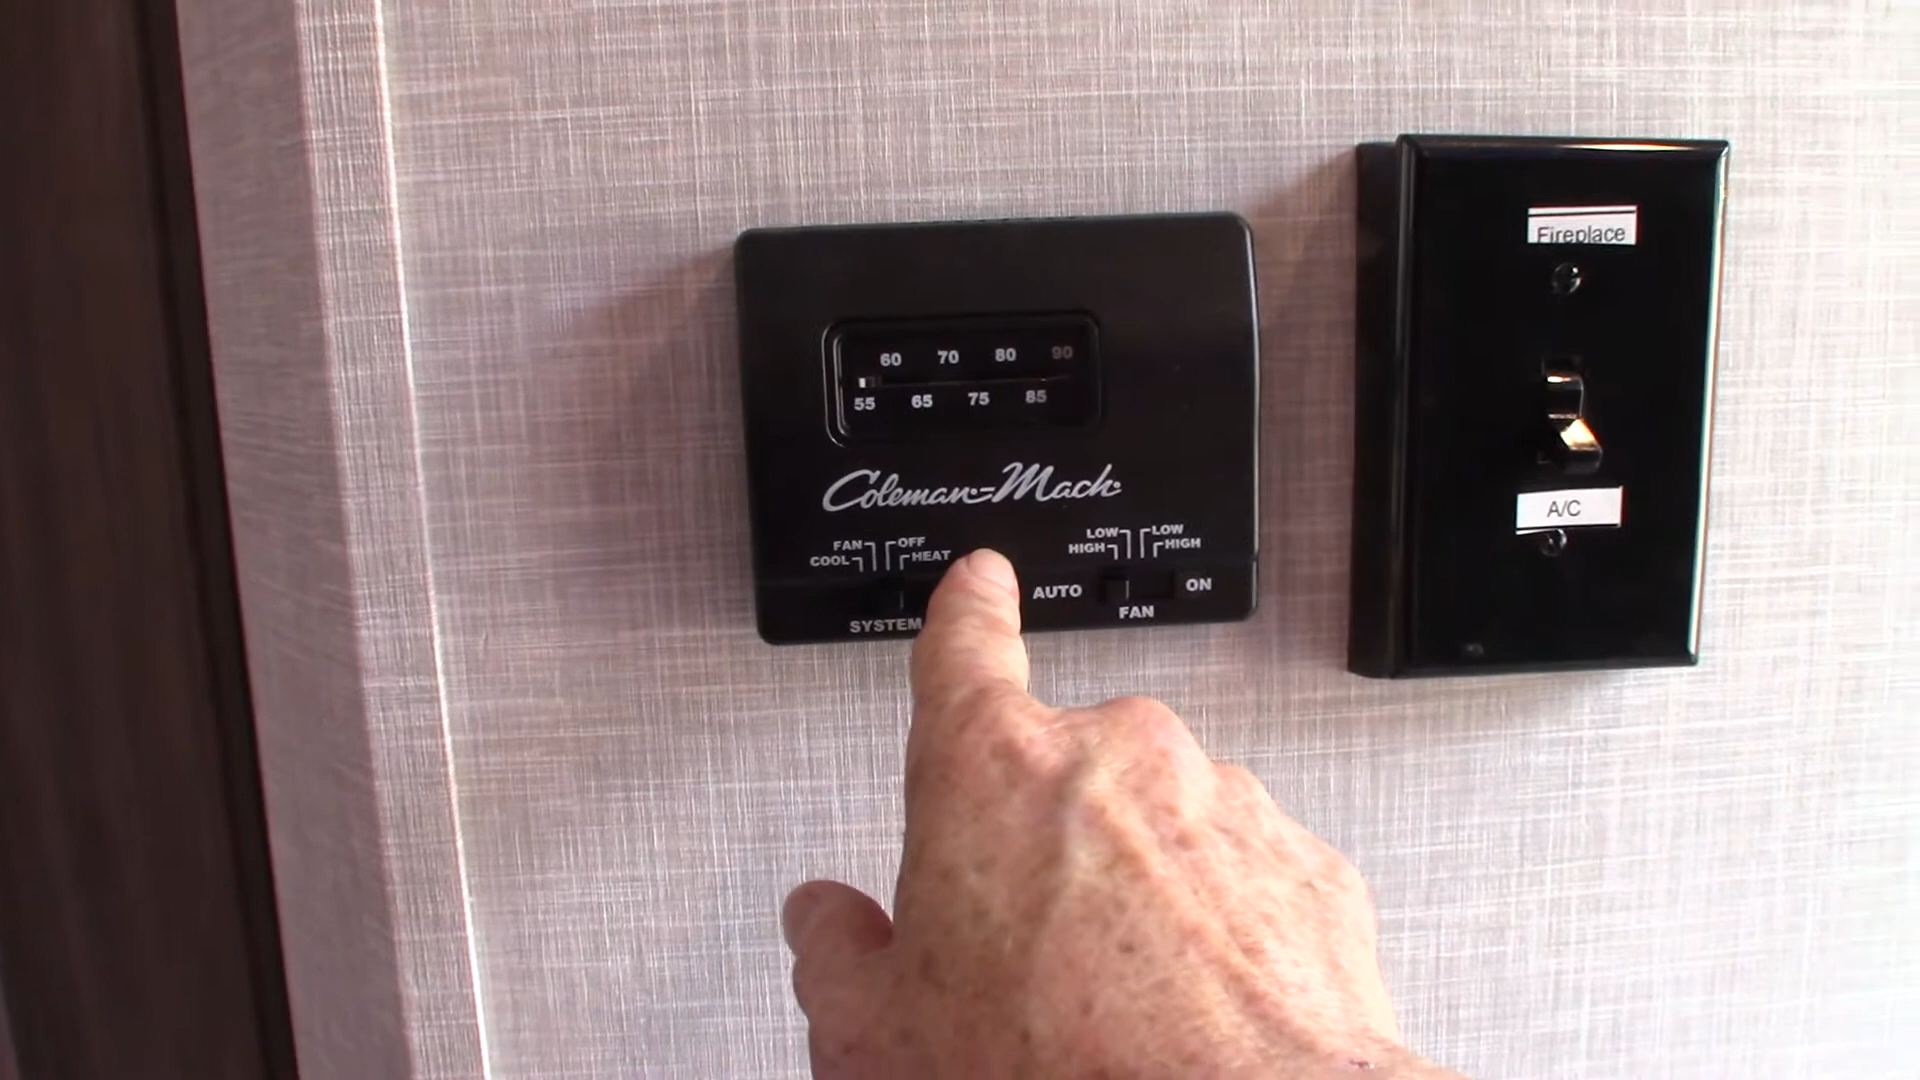 60 70 80 90
55 65 75 85
Coleman-Mach
FAN OFF
COOL HEAT
SYSTEM
LOW LOW
HIGH HIGH
AUTO ON
FAN
Fireplace
A/C